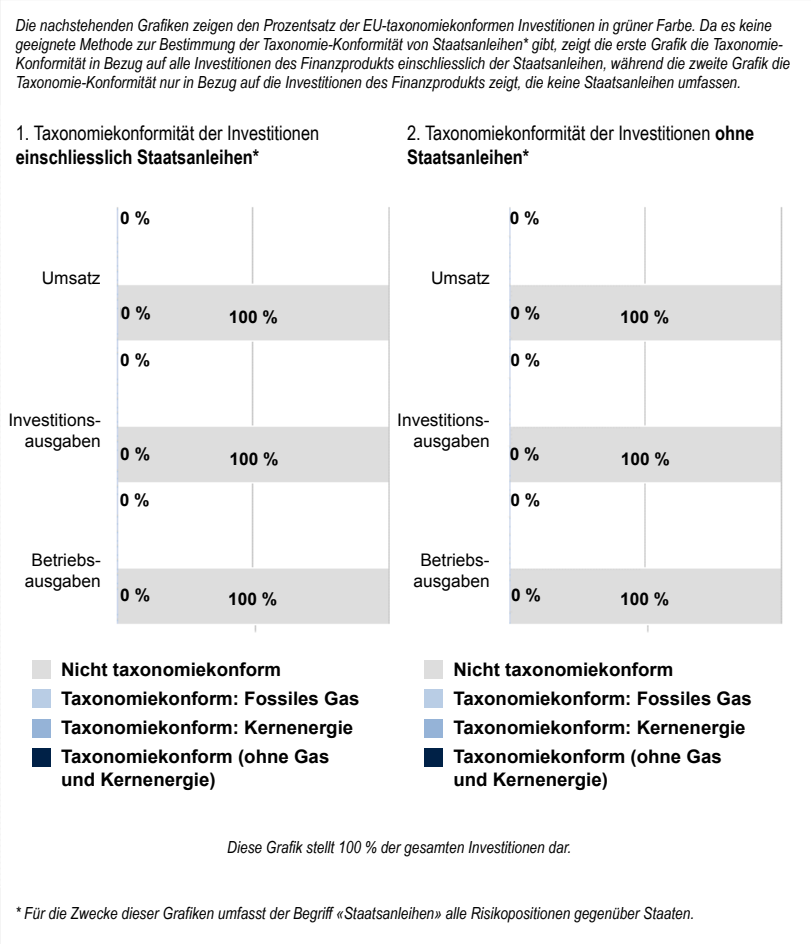 Die nachstehenden Grafiken zeigen den Prozentsatz der EU-taxonomiekonformen Investitionen in grüner Farbe. Da es keine
geeignete Methode zur Bestimmung der Taxonomie-Konformität von Staatsanleihen* gibt, zeigt die erste Grafik die Taxonomie-
Konformität in Bezug auf alle Investitionen des Finanzprodukts einschliesslich der Staatsanleihen, während die zweite Grafik die
Taxonomie-Konformität nur in Bezug auf die Investitionen des Finanzprodukts zeigt, die keine Staatsanleihen umfassen.
1. Taxonomiekonformität der Investitionen
einschliesslich Staatsanleihen*
0 %
Umsatz
0 %
100 %
0 %
Investitions-
ausgaben
0 %
100 %
0 %
Betriebs-
ausgaben
0 %
100 %
Nicht taxonomiekonform
Taxonomiekonform: Fossiles Gas
Taxonomiekonform: Kernenergie
Taxonomiekonform (ohne Gas
und Kernenergie)
2. Taxonomiekonformität der Investitionen ohne
Staatsanleihen*
0 %
Umsatz
0 %
100 %
0 %
Investitions-
ausgaben
0 %
100 %
0 %
Betriebs-
ausgaben
0 %
100 %
Nicht taxonomiekonform
Taxonomiekonform: Fossiles Gas
Taxonomiekonform: Kernenergie
Taxonomiekonform (ohne Gas
und Kernenergie)
Diese Grafik stellt 100 % der gesamten Investitionen dar.
* Für die Zwecke dieser Grafiken umfasst der Begriff «Staatsanleihen» alle Risikopositionen gegenüber Staaten.